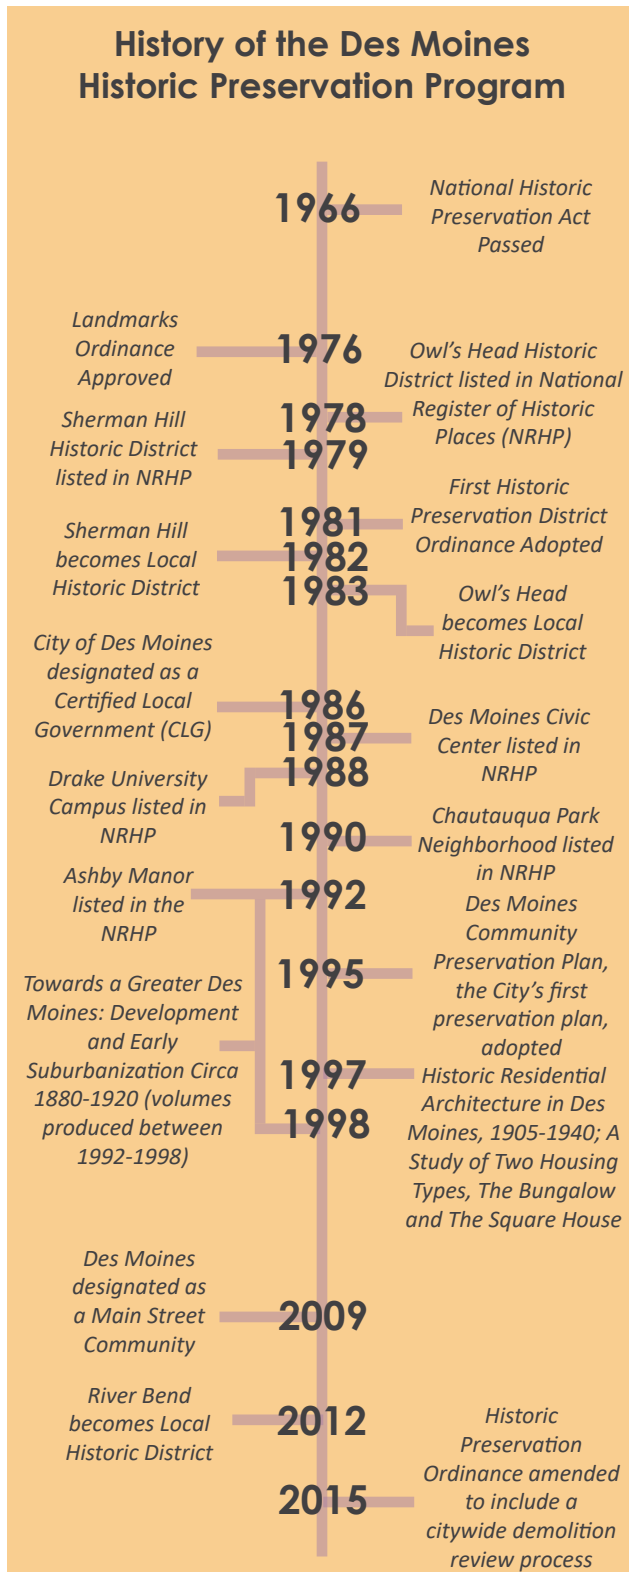 History of the Des Moines
Historic Preservation Program
1966
National Historic
Preservation Act
Passed
Landmarks
Ordinance
Approved
1976
Owl's Head Historic
District listed in National
Register of Historic
Places (NRHP)
1978
Sherman Hill
Historic District
listed in NRHP
1979
First Historic
Preservation District
Ordinance Adopted
1981
Sherman Hill
becomes Local
Historic District
1982
1983
Owl's Head
becomes Local
Historic District
City of Des Moines
designated as a
Certified Local
Government (CLG)
1986
1987
Des Moines Civic
Center listed in
NRHP
1988
Drake University
Campus listed in
NRHP
1990
Chautauqua Park
Neighborhood listed
in NRHP
Ashby Manor
listed in the
NRHP
1992
Des Moines
Community
Preservation Plan,
the City's first
preservation plan,
adopted
1995
Towards a Greater Des
Moines: Development
and Early
Suburbanization Circa
1880-1920 (volumes
produced between
1992-1998)
1997
Historic Residential
Architecture in Des
Moines, 1905-1940; A
Study of Two Housing
Types, The Bungalow
and The Square House
1998
Des Moines
designated as
a Main Street
Community
2009
River Bend
becomes Local
Historic District
2012
2015
Historic
Preservation
Ordinance amended
to include a
citywide demolition
review process